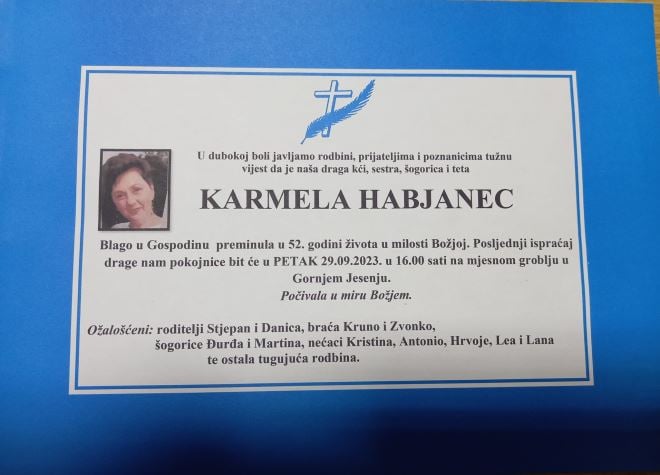 U dubokoj boli javljamo rodbini, prijateljima i poznanicima tužnu
vijest da je naša draga kći, sestra, šogorica i teta
KARMELA HABJANEC
Blago u Gospodinu preminula u 52. godini života u milosti Božjoj. Posljednji ispraćaj
drage nam pokojnice bit će u PETAK 29.09.2023. u 16.00 sati na mjesnom groblju u
Gornjem Jesenju.
Počivala u miru Božjem.
Ožalošćeni: roditelji Stjepan i Danica, braća Kruno i Zvonko,
šogorice Đurđa i Martina, nećaci Kristina, Antonio, Hrvoje, Lea i Lana
te ostala tugujuća rodbina.